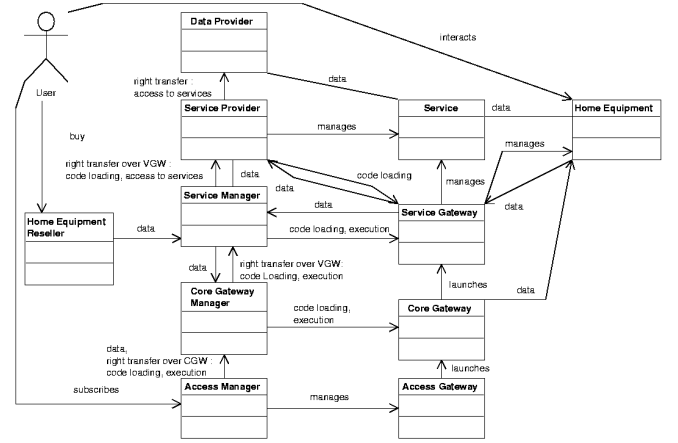 Data Provider
interacts
data
right transfer :
access to services
User
Service Provider
Service
data
Home Equipment
manages
buy
manages
right transfer over VGW :
code loading, access to services
data
code loading
data
manages
Service Manager
data
Service Gateway
data
Home Equipment
Reseller
data
code loading, execution
data
right transfer over VGW:
code Loading, execution
launches
data
Core Gateway
Manager
code loading,
execution
Core Gateway
data,
right transfer over CGW :
code loading, execution
launches
subscribes
Access Manager
manages
Access Gateway